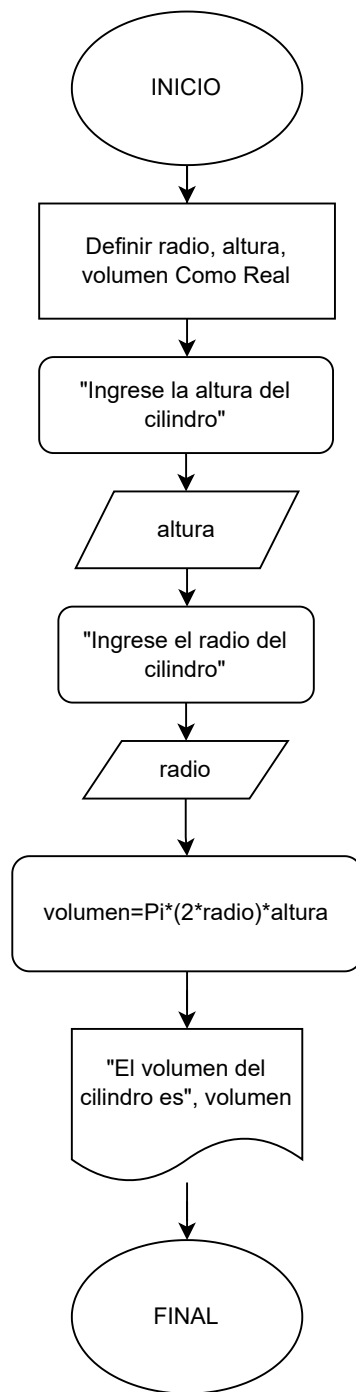 INICIO
Definir radio, altura,
volumen Como Real
"Ingrese la altura del
cilindro"
altura
"Ingrese el radio del
cilindro"
radio
volumen=Pi*(2*radio)*altura
"El volumen del
cilindro es", volumen
FINAL